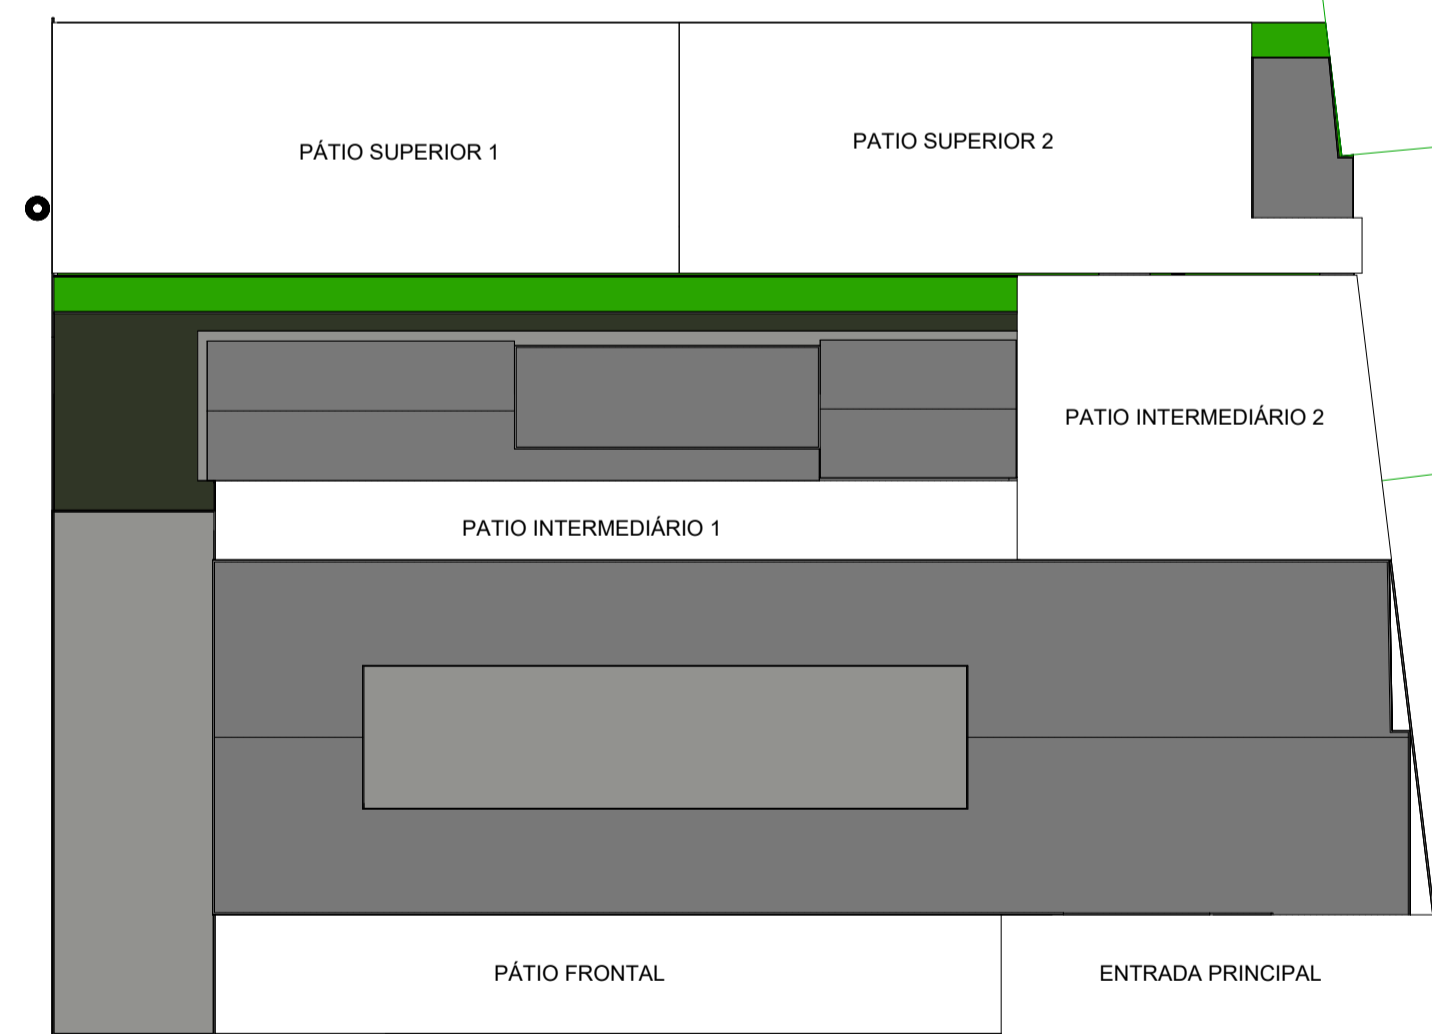 PÁTIO SUPERIOR 1
PATIO SUPERIOR 2
PATIO INTERMEDIÁRIO 2
PATIO INTERMEDIÁRIO 1
PÁTIO FRONTAL
ENTRADA PRINCIPAL